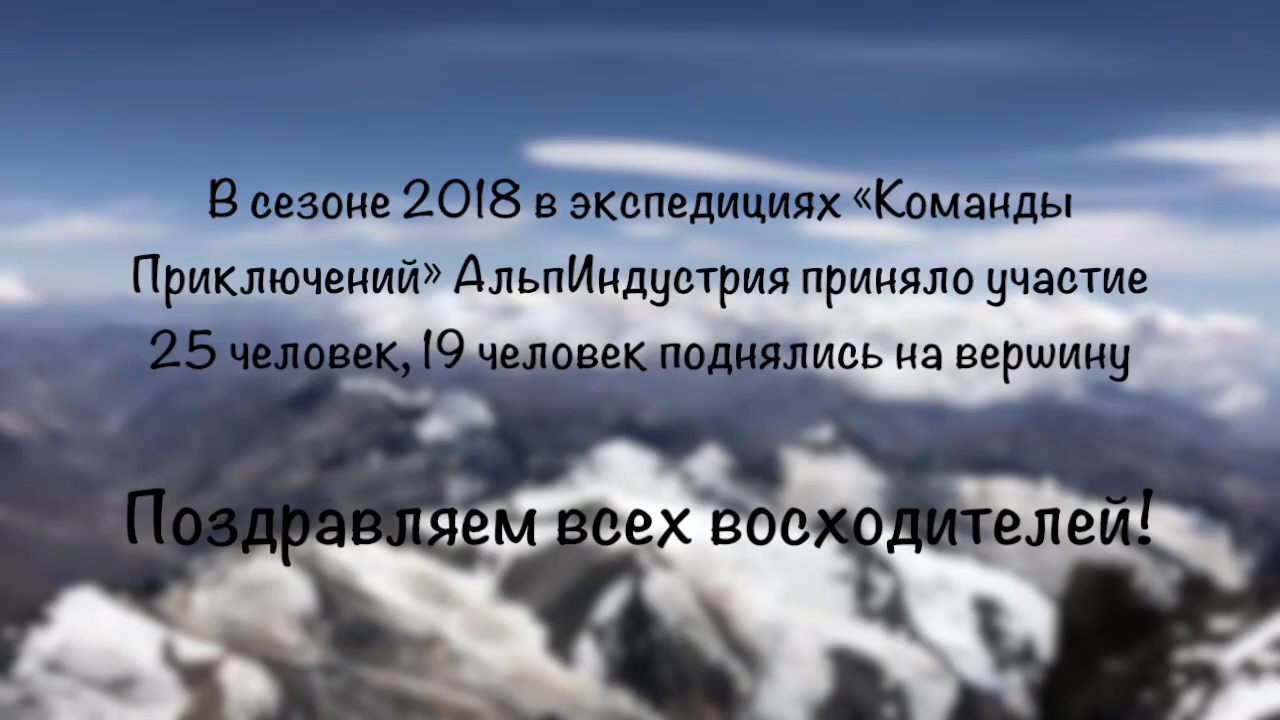 В сезоне 2018 в экспедициях «Команды
Приключений» АльпИндустрия приняло участие
25 человек, 19 человек поднялись на вершину
Поздравляем всех восходителей!